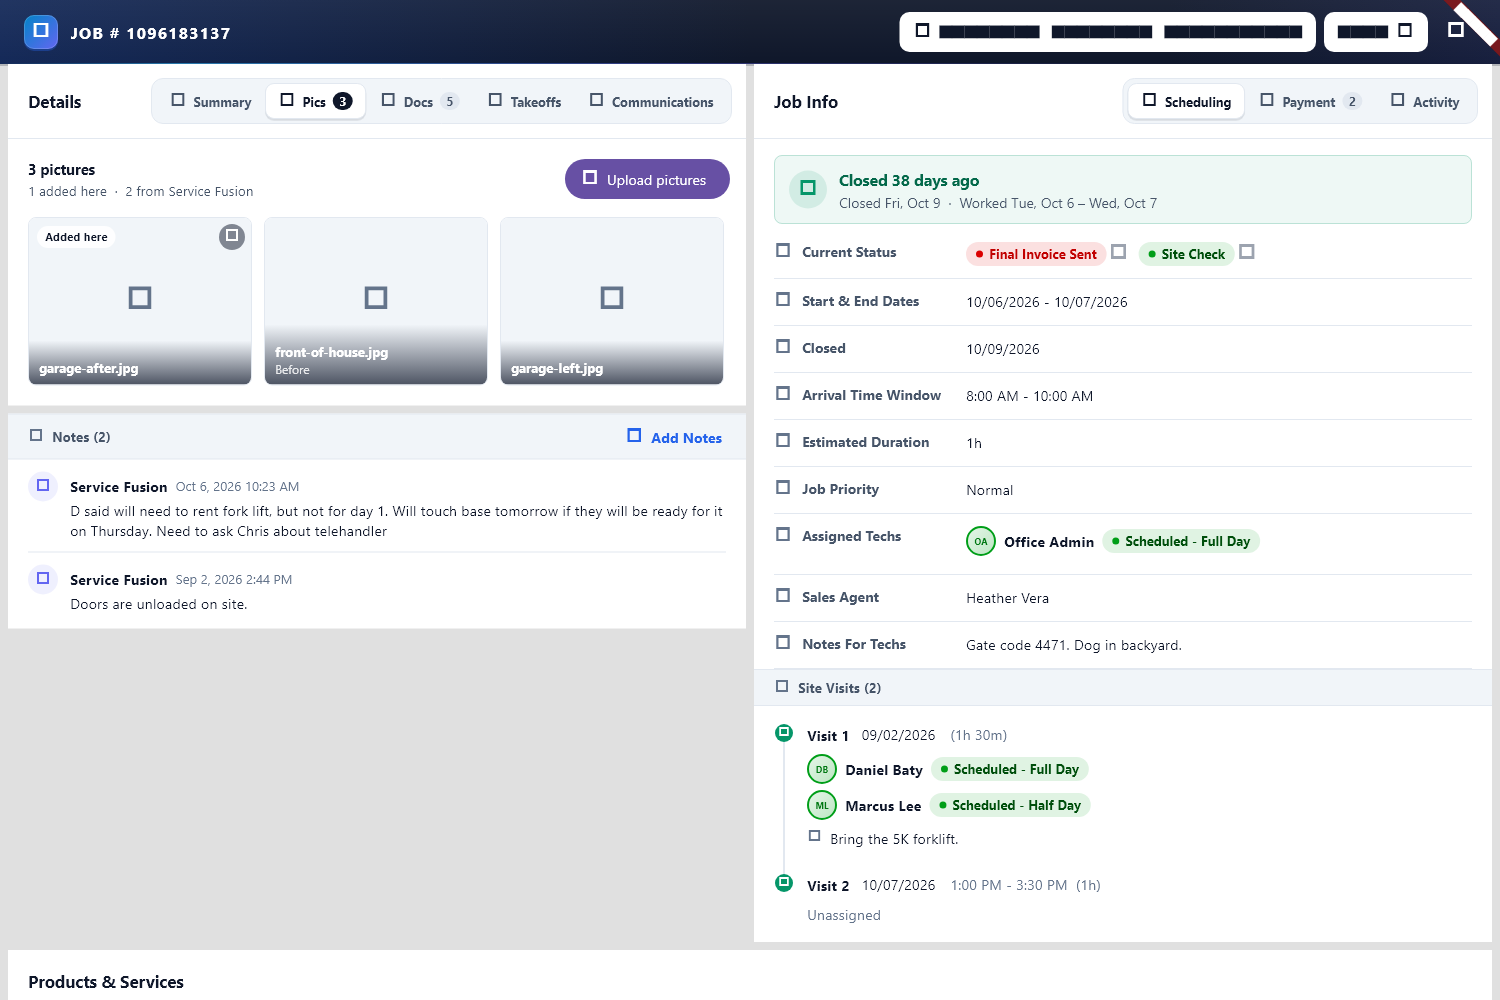 JOB # 1096183137
Details
Summary
Pics 3
Docs 5
Takeoffs
Communications
3 pictures
1 added here · 2 from Service Fusion
Upload pictures
Added here
garage-after.jpg
front-of-house.jpg
Before
garage-left.jpg
Notes (2)
Add Notes
Service Fusion Oct 6, 2026 10:23 AM
D said will need to rent fork lift, but not for day 1. Will touch base tomorrow if they will be ready for it
on Thursday. Need to ask Chris about telehandler
Service Fusion Sep 2, 2026 2:44 PM
Doors are unloaded on site.
Job Info
Scheduling
Payment 2
Activity
Closed 38 days ago
Closed Fri, Oct 9 · Worked Tue, Oct 6 – Wed, Oct 7
Current Status Final Invoice Sent Site Check
Start & End Dates 10/06/2026 - 10/07/2026
Closed 10/09/2026
Arrival Time Window 8:00 AM - 10:00 AM
Estimated Duration 1h
Job Priority Normal
Assigned Techs OA Office Admin Scheduled - Full Day
Sales Agent Heather Vera
Notes For Techs Gate code 4471. Dog in backyard.
Site Visits (2)
Visit 1 09/02/2026 (1h 30m)
DB Daniel Baty Scheduled - Full Day
ML Marcus Lee Scheduled - Half Day
Bring the 5K forklift.
Visit 2 10/07/2026 1:00 PM - 3:30 PM (1h)
Unassigned
Products & Services